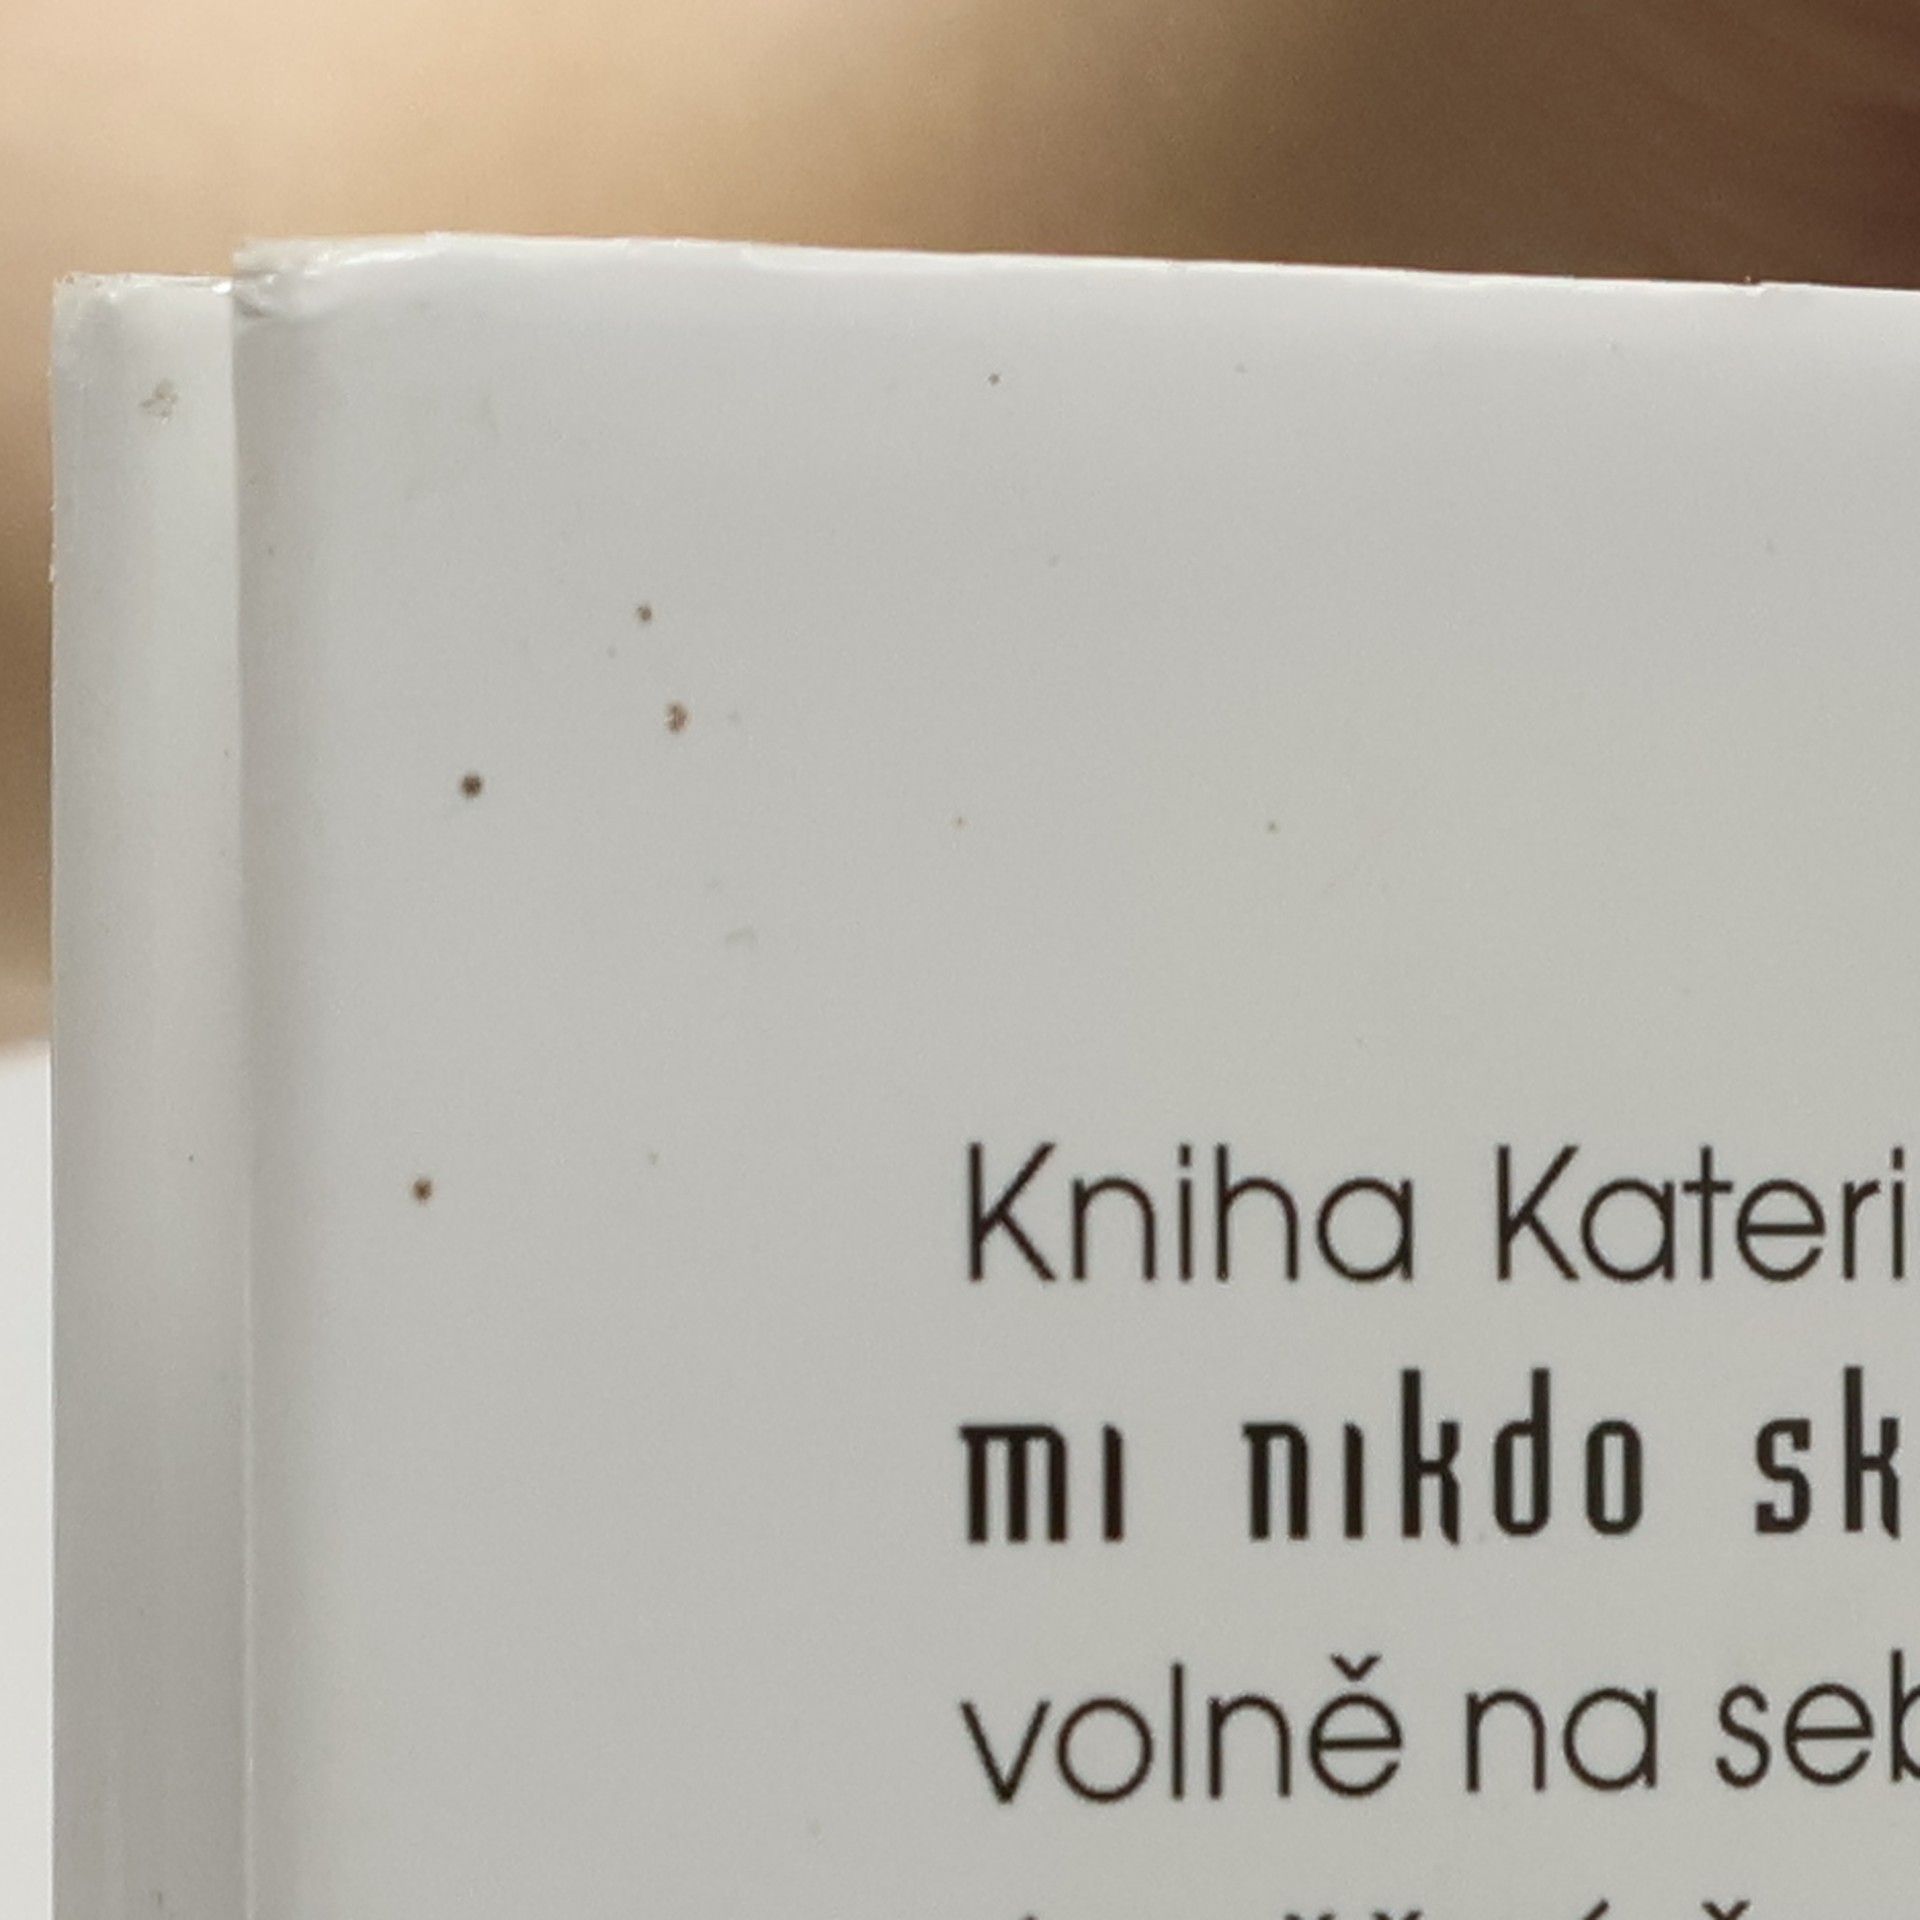 Kniha Kateri
mi nikdo sk
volně na seb